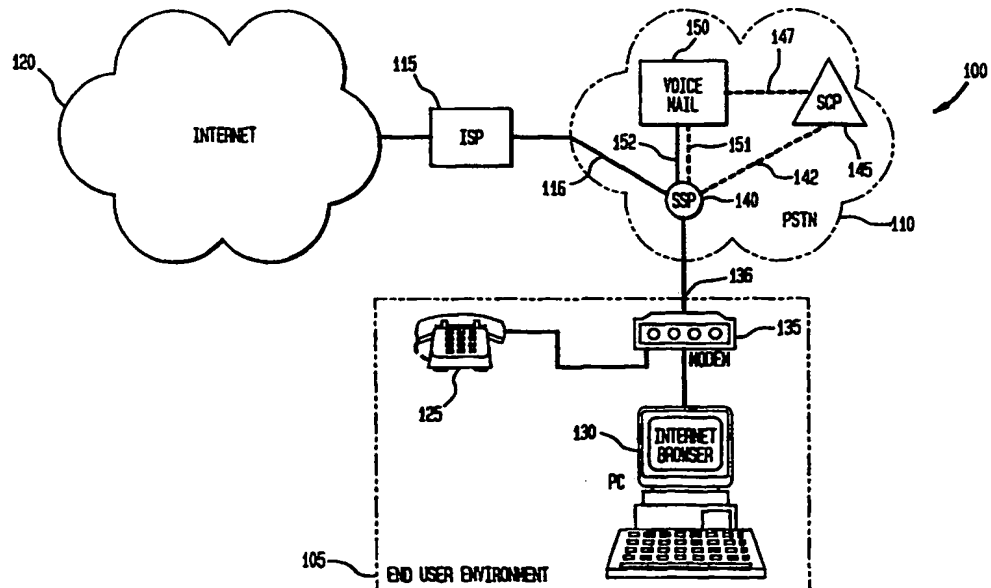 120
115
150
147
100
INTERNET
ISP
VOICE
MAIL
SCP
152
151
116
142
145
SSP
140
PSTN
110
136
135
MODEM
125
130
INTERNET
BROWSER
PC
105
END USER ENVIRONMENT